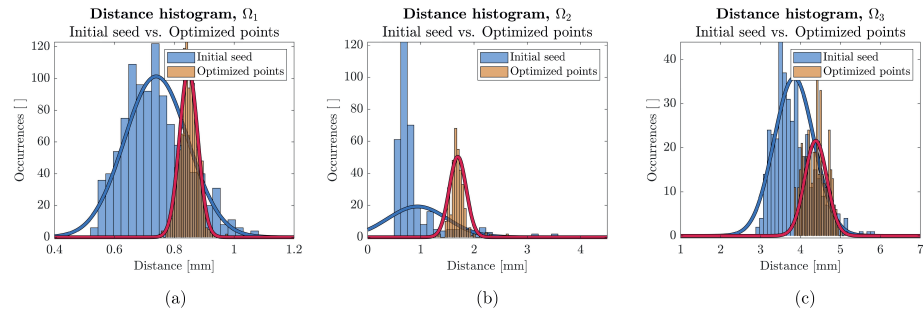 Distance histogram, Ω1
Initial seed vs. Optimized points
Initial seed
Optimized points
Occurrences [ ]
120
100
80
60
40
20
0
0.4 0.6 0.8 1 1.2
Distance [mm]
(a)
Distance histogram, Ω2
Initial seed vs. Optimized points
Initial seed
Optimized points
Occurrences [ ]
120
100
80
60
40
20
0
0 1 2 3 4
Distance [mm]
(b)
Distance histogram, Ω3
Initial seed vs. Optimized points
Initial seed
Optimized points
Occurrences [ ]
40
30
20
10
0
1 2 3 4 5 6 7
Distance [mm]
(c)